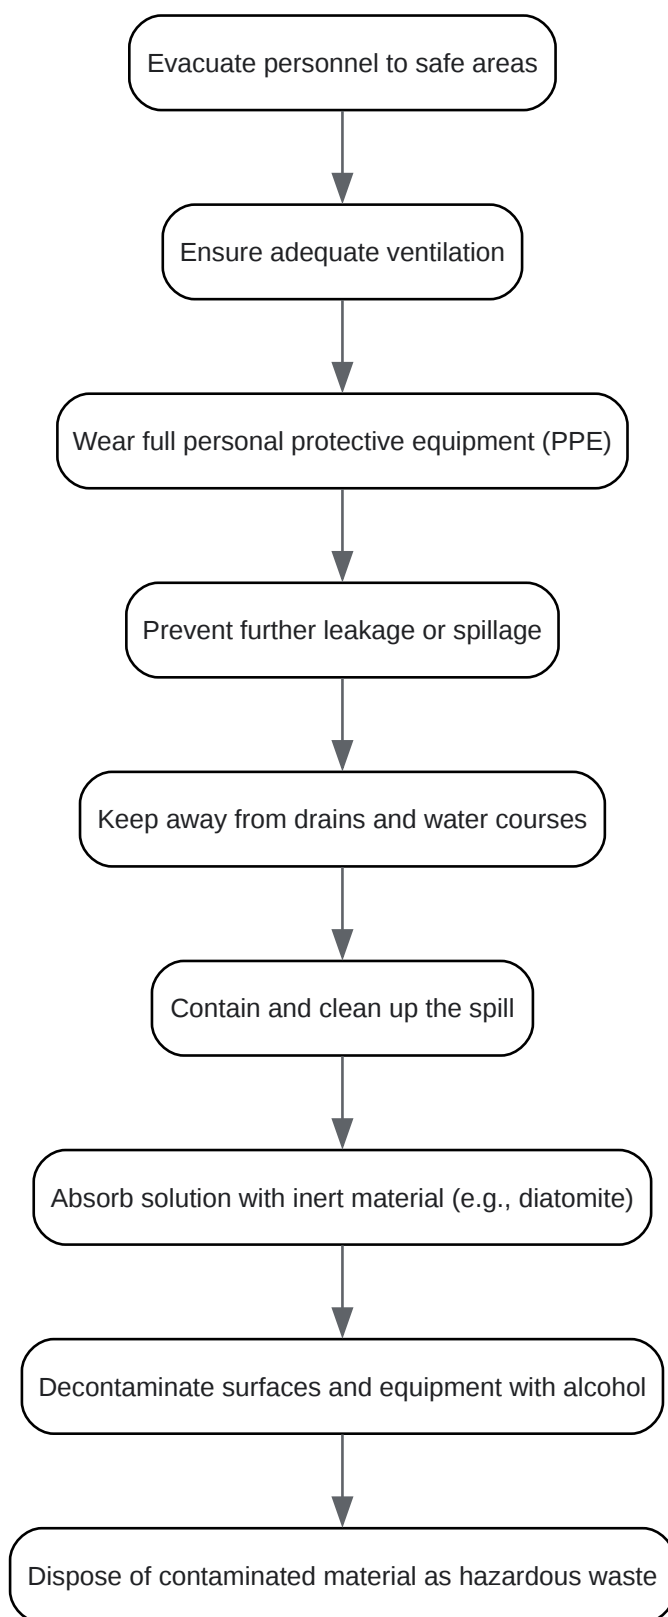 Evacuate personnel to safe areas
Ensure adequate ventilation
Wear full personal protective equipment (PPE)
Prevent further leakage or spillage
Keep away from drains and water courses
Contain and clean up the spill
Absorb solution with inert material (e.g., diatomite)
Decontaminate surfaces and equipment with alcohol
Dispose of contaminated material as hazardous waste